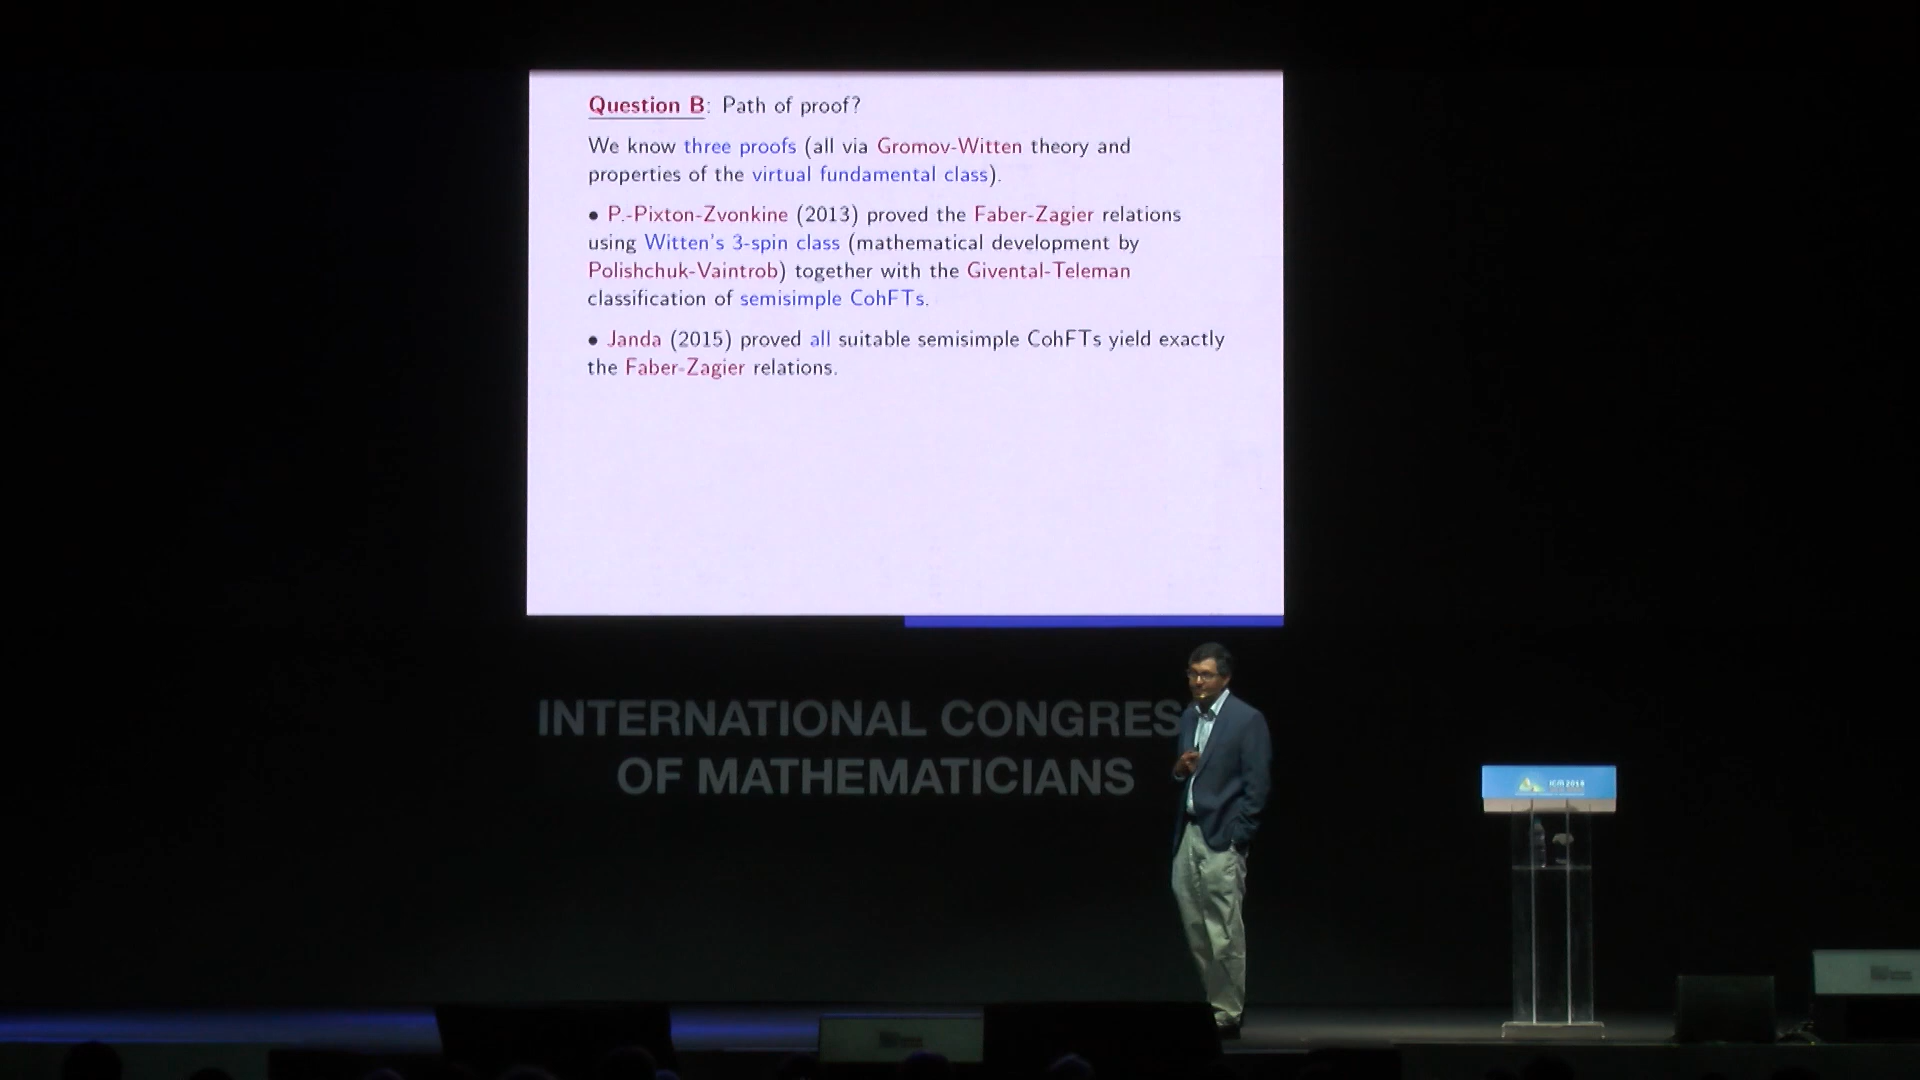 Question B: Path of proof?
We know three proofs (all via Gromov-Witten theory and
properties of the virtual fundamental class).
• P.-Pixton-Zvonkine (2013) proved the Faber-Zagier relations
using Witten's 3-spin class (mathematical development by
Polishchuk-Vaintrob) together with the Givental-Teleman
classification of semisimple CohFTs.
• Janda (2015) proved all suitable semisimple CohFTs yield exactly
the Faber-Zagier relations.
INTERNATIONAL CONGRES
OF MATHEMATICIANS
ICM 2018